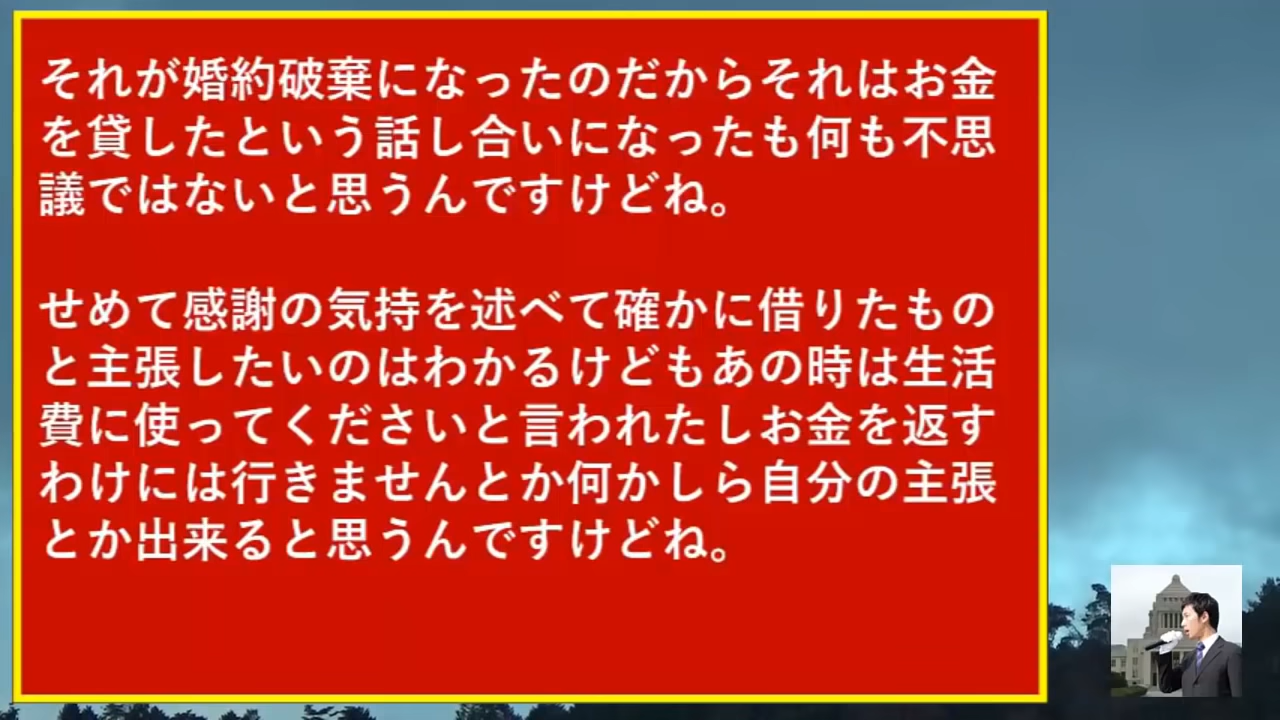 それが婚約破棄になったのだからそれはお金
を貸したという話し合いになったも何も不思
議ではないと思うんですけどね。
せめて感謝の気持を述べて確かに借りたもの
と主張したいのはわかるけどもあの時は生活
費に使ってくださいと言われたしお金を返す
わけには行きませんとか何かしら自分の主張
とか出来ると思うんですけどね。